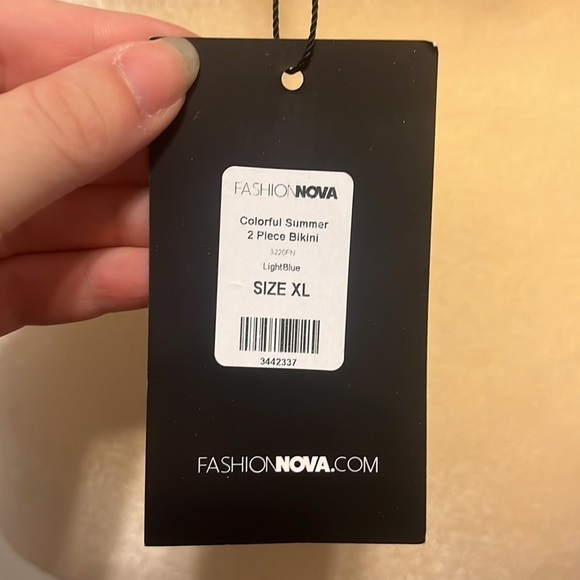 FASHIONNOVA
Colorful Summer
2 Piece Bikini
3220FN
LightBlue
SIZE XL
3442337
FASHIONNOVA.COM